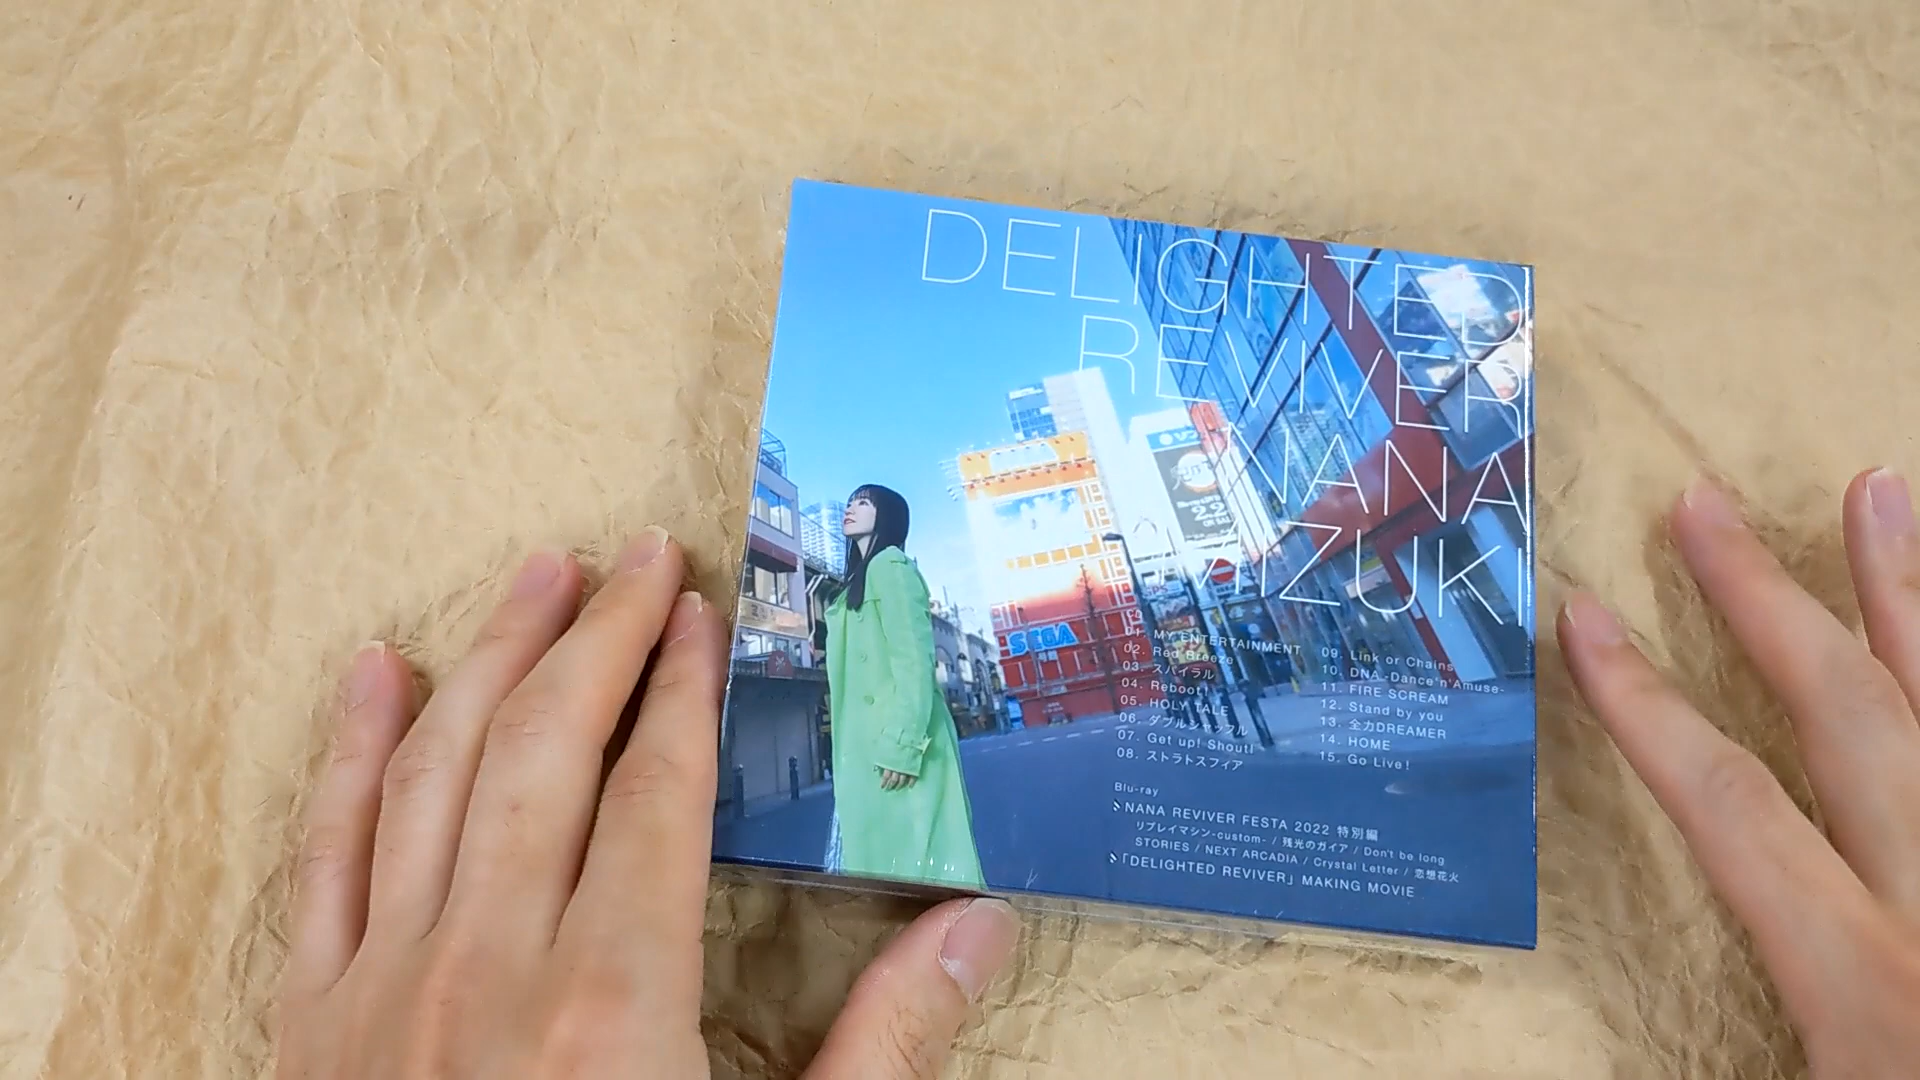 DELIGHTED
REVIVER
NANA
MIZUKI
2.2
ON SALE
SEGA
CD
01. MY ENTERTAINMENT
02. Red Breeze
03. スパイラル
04. Reboot!
05. HOLY TALE
06. ダブルシャッフル
07. Get up! Shout!
08. ストラトスフィア
09. Link or Chains
10. DNA -Dance'n'Amuse-
11. FIRE SCREAM
12. Stand by you
13. 全力DREAMER
14. HOME
15. Go Live!
Blu-ray
NANA REVIVER FESTA 2022 特別編
リプレイマシン-custom- / 残光のガイア / Don't be long
STORIES / NEXT ARCADIA / Crystal Letter / 恋想花火
「DELIGHTED REVIVER」 MAKING MOVIE